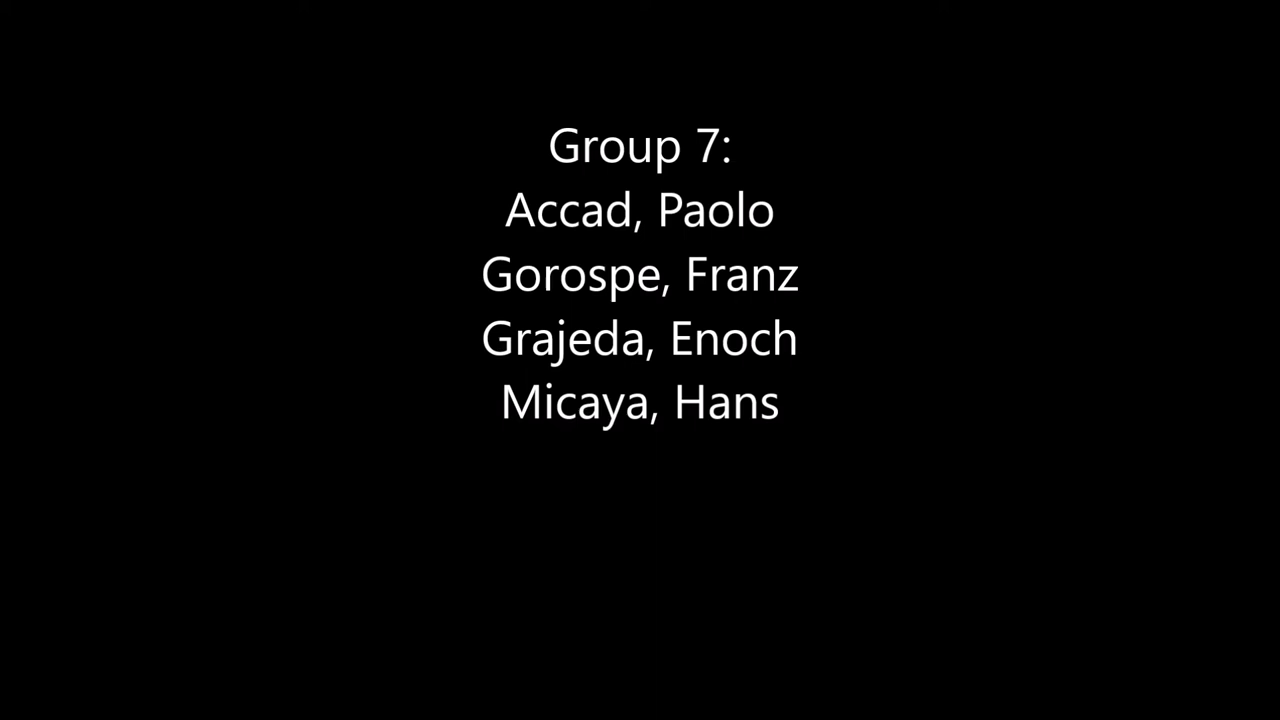 Group 7:
Accad, Paolo
Gorospe, Franz
Grajeda, Enoch
Micaya, Hans